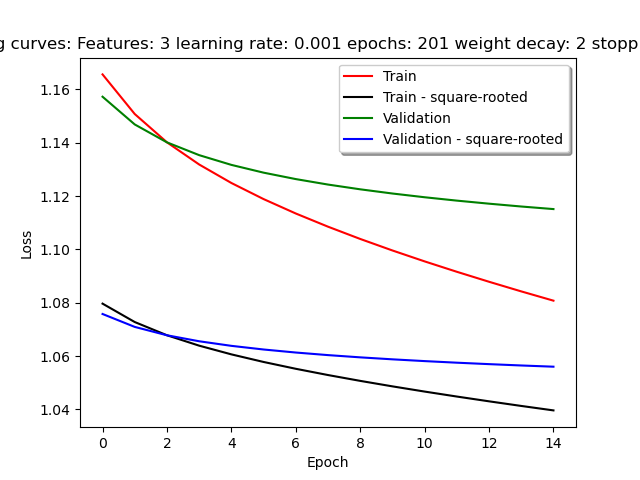 g curves: Features: 3 learning rate: 0.001 epochs: 201 weight decay: 2 stopp
Train
Train - square-rooted
Validation
Validation - square-rooted
1.16
1.14
1.12
1.10
1.08
1.06
1.04
Loss
0 2 4 6 8 10 12 14
Epoch